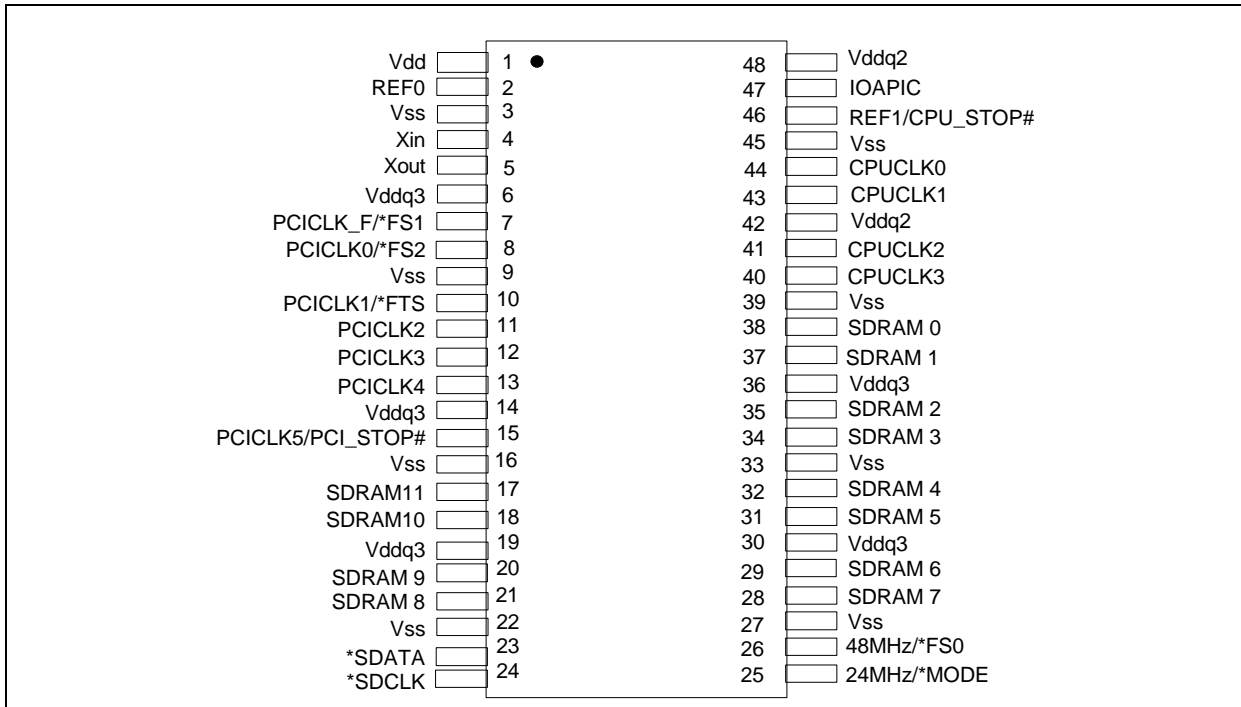 Vdd 1 48 Vddq2
REF0 2 47 IOAPIC
Vss 3 46 REF1/CPU_STOP#
Xin 4 45 Vss
Xout 5 44 CPUCLK0
Vddq3 6 43 CPUCLK1
PCICLK_F/*FS1 7 42 Vddq2
PCICLK0/*FS2 8 41 CPUCLK2
Vss 9 40 CPUCLK3
PCICLK1/*FTS 10 39 Vss
PCICLK2 11 38 SDRAM 0
PCICLK3 12 37 SDRAM 1
PCICLK4 13 36 Vddq3
Vddq3 14 35 SDRAM 2
PCICLK5/PCI_STOP# 15 34 SDRAM 3
Vss 16 33 Vss
SDRAM11 17 32 SDRAM 4
SDRAM10 18 31 SDRAM 5
Vddq3 19 30 Vddq3
SDRAM 9 20 29 SDRAM 6
SDRAM 8 21 28 SDRAM 7
Vss 22 27 Vss
*SDATA 23 26 48MHz/*FS0
*SDCLK 24 25 24MHz/*MODE